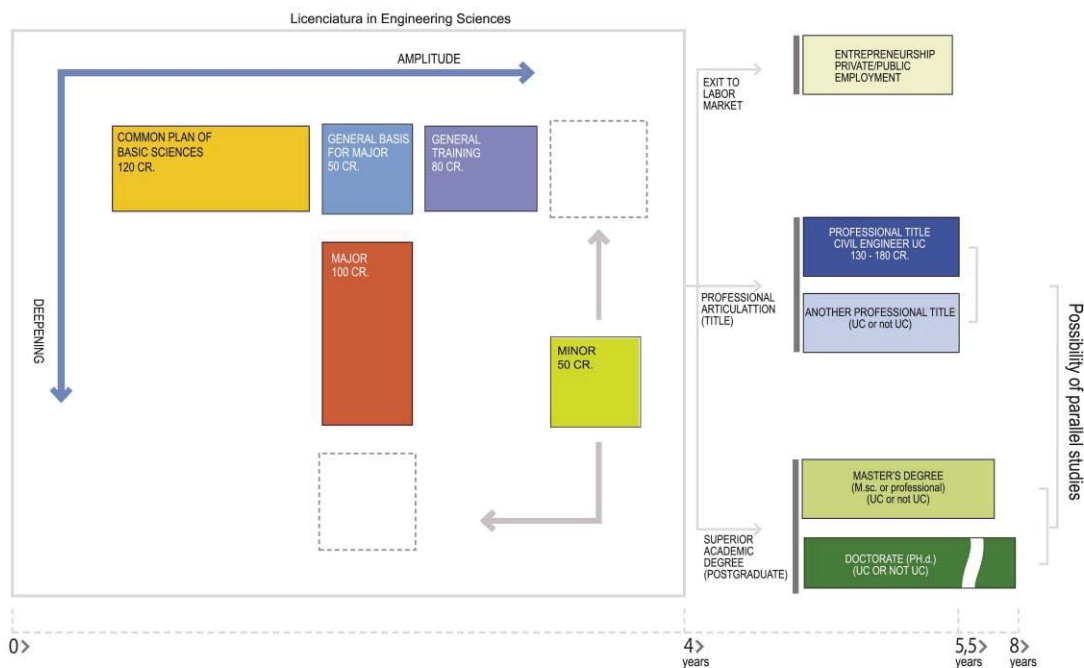 Licenciatura in Engineering Sciences
AMPLITUDE
DEEPENING
COMMON PLAN OF
BASIC SCIENCES
120 CR.
GENERAL BASIS
FOR MAJOR
50 CR.
GENERAL
TRAINING
80 CR.
MAJOR
100 CR.
MINOR
50 CR.
EXIT TO
LABOR
MARKET
ENTREPRENEURSHIP
PRIVATE/PUBLIC
EMPLOYMENT
PROFESSIONAL
ARTICULATTION
(TITLE)
PROFESSIONAL TITLE
CIVIL ENGINEER UC
130 - 180 CR.
ANOTHER PROFESSIONAL TITLE
(UC or not UC)
SUPERIOR
ACADEMIC
DEGREE
(POSTGRADUATE)
MASTER'S DEGREE
(M.sc. or professional)
(UC or not UC)
DOCTORATE (PH.d.)
(UC OR NOT UC)
Possibility of parallel studies
0>
4>
years
5,5>
years
8>
years